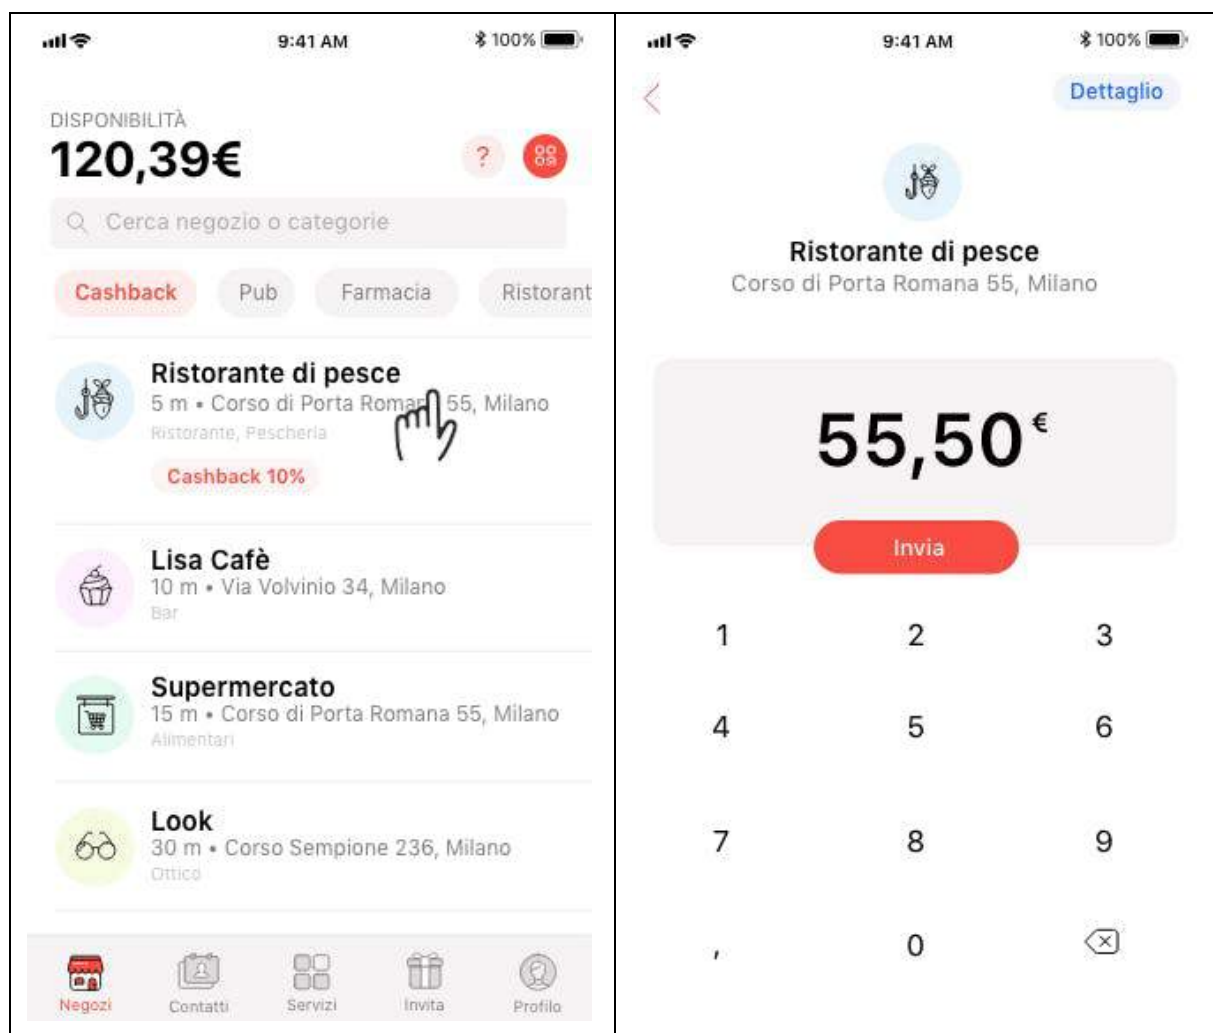 9:41 AM
100%
DISPONIBILITÀ
120,39€
?
Cerca negozio o categorie
Cashback Pub Farmacia Ristorant
Ristorante di pesce
5 m • Corso di Porta Romana 55, Milano
Ristorante, Pescheria
Cashback 10%
Lisa Cafè
10 m • Via Volvinio 34, Milano
Bar
Supermercato
15 m • Corso di Porta Romana 55, Milano
Alimentari
Look
30 m • Corso Sempione 236, Milano
Ottico
Negozi Contatti Servizi Invita Profilo
9:41 AM
100%
Dettaglio
Ristorante di pesce
Corso di Porta Romana 55, Milano
55,50€
Invia
1 2 3
4 5 6
7 8 9
, 0